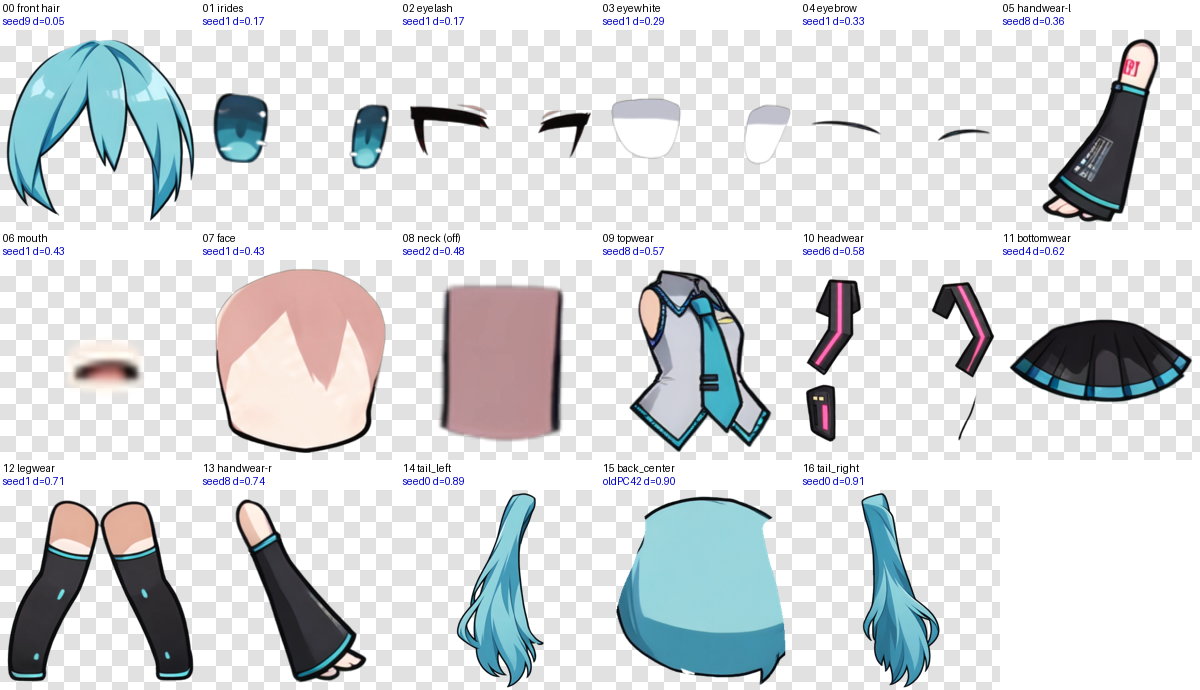 00 front hair
seed9 d=0.05
01 irides
seed1 d=0.17
02 eyelash
seed1 d=0.17
03 eyewhite
seed1 d=0.29
04 eyebrow
seed1 d=0.33
05 handwear-l
seed8 d=0.36
06 mouth
seed1 d=0.43
07 face
seed1 d=0.43
08 neck (off)
seed2 d=0.48
09 topwear
seed8 d=0.57
10 headwear
seed6 d=0.58
11 bottomwear
seed4 d=0.62
12 legwear
seed1 d=0.71
13 handwear-r
seed8 d=0.74
14 tail_left
seed0 d=0.89
15 back_center
oldPC42 d=0.90
16 tail_right
seed0 d=0.91